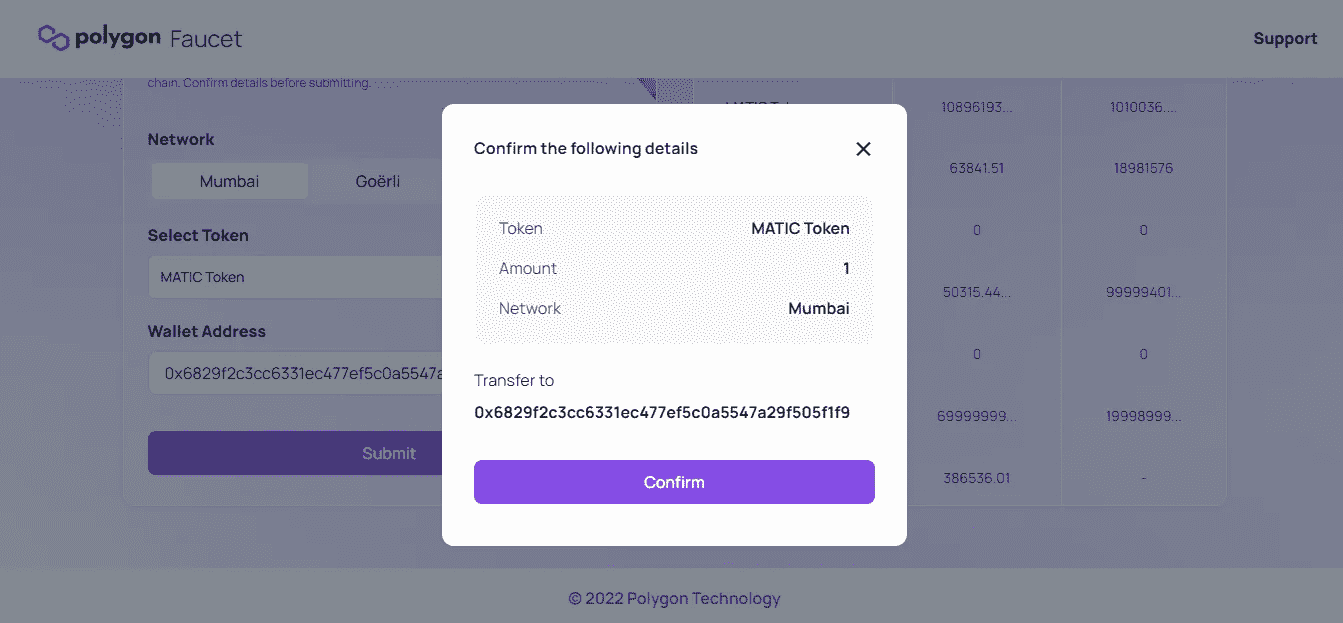 polygon Faucet
Support
chain. Confirm details before submitting.
Network
Mumbai
Goërli
Select Token
MATIC Token
Wallet Address
0x6829f2c3cc6331ec477ef5c0a5547a
Submit
Confirm the following details
Token MATIC Token
Amount 1
Network Mumbai
Transfer to
0x6829f2c3cc6331ec477ef5c0a5547a29f505f1f9
Confirm
10896193... 1010036....
63841.51 18981576
0 0
50315.44... 99999401...
0 0
69999999... 19998999...
386536.01 -
© 2022 Polygon Technology